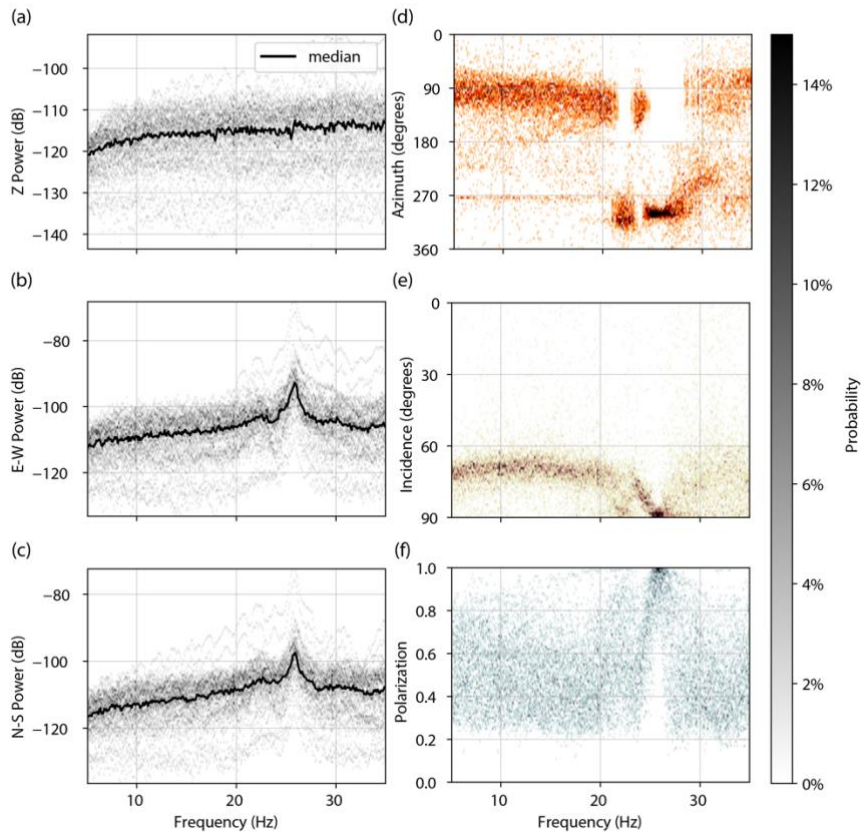 (a)
median
Z Power (dB)
−100
−110
−120
−130
−140
(b)
E-W Power (dB)
−80
−100
−120
(c)
N-S Power (dB)
−80
−100
−120
10
20
30
Frequency (Hz)
(d)
Azimuth (degrees)
0
90
180
270
360
(e)
Incidence (degrees)
0
30
60
90
(f)
Polarization
1.0
0.8
0.6
0.4
0.2
0.0
10
20
30
Frequency (Hz)
14%
12%
10%
8%
6%
4%
2%
0%
Probability